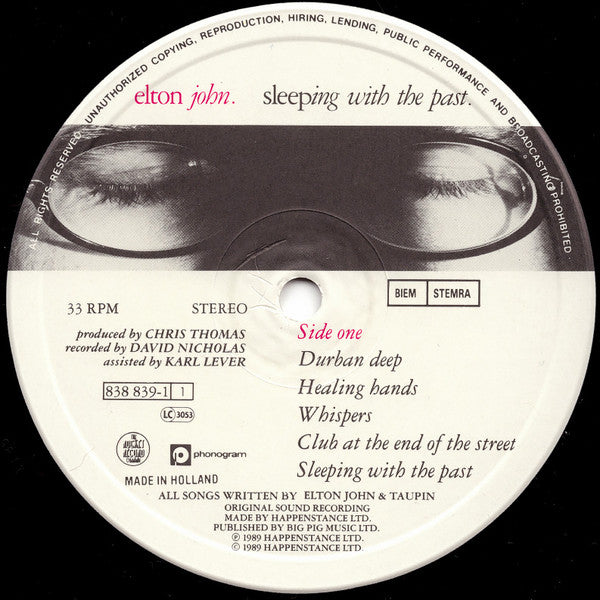 ALL RIGHTS RESERVED. UNAUTHORIZED COPYING, REPRODUCTION, HIRING, LENDING, PUBLIC PERFORMANCE AND BROADCASTING PROHIBITED
elton john. sleeping with the past.
BIEM STEMRA
33 RPM STEREO
produced by CHRIS THOMAS
recorded by DAVID NICHOLAS
assisted by KARL LEVER
838 839-1 1
LC 3053
Side one
Durban deep
Healing hands
Whispers
Club at the end of the street
Sleeping with the past
THE ROCKET RECORD COMPANY
phonogram
MADE IN HOLLAND
ALL SONGS WRITTEN BY ELTON JOHN & TAUPIN
ORIGINAL SOUND RECORDING
MADE BY HAPPENSTANCE LTD.
PUBLISHED BY BIG PIG MUSIC LTD.
℗ 1989 HAPPENSTANCE LTD.
© 1989 HAPPENSTANCE LTD.